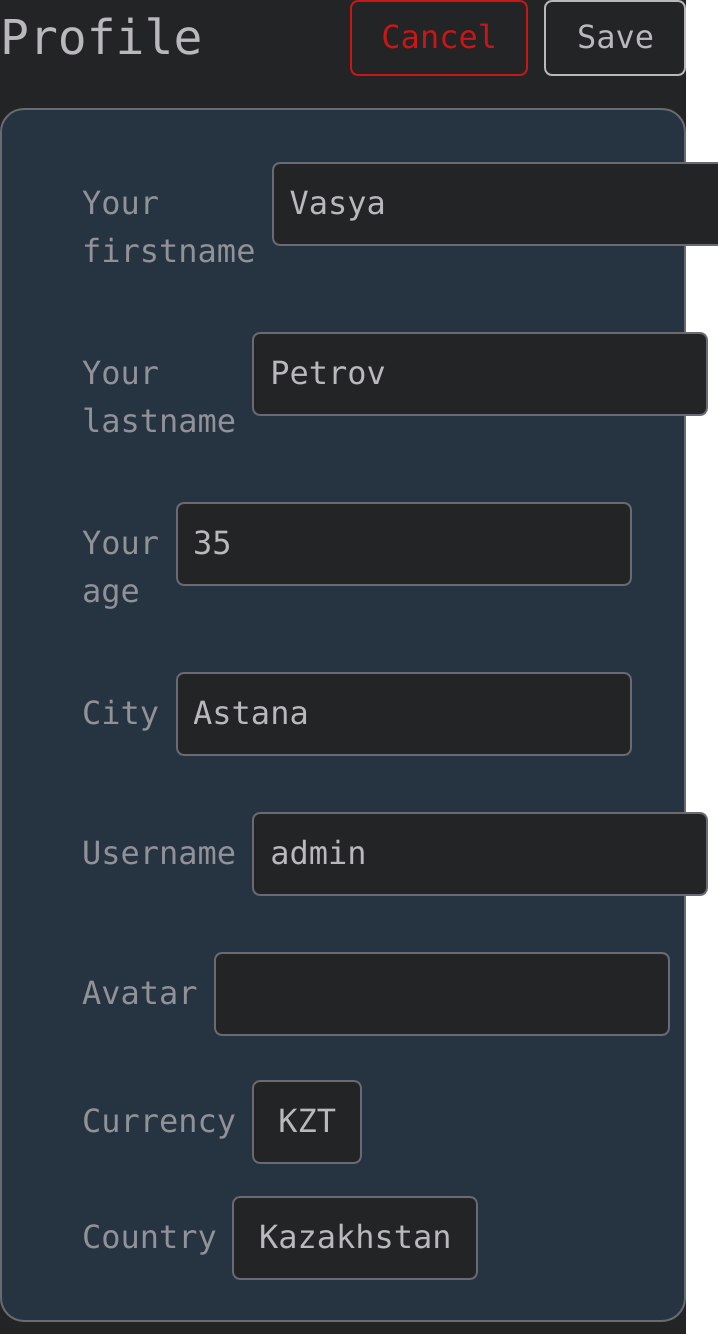 Profile
Cancel
Save
Your
firstname
Vasya
Your
lastname
Petrov
Your
age
35
City
Astana
Username
admin
Avatar
Currency
KZT
Country
Kazakhstan